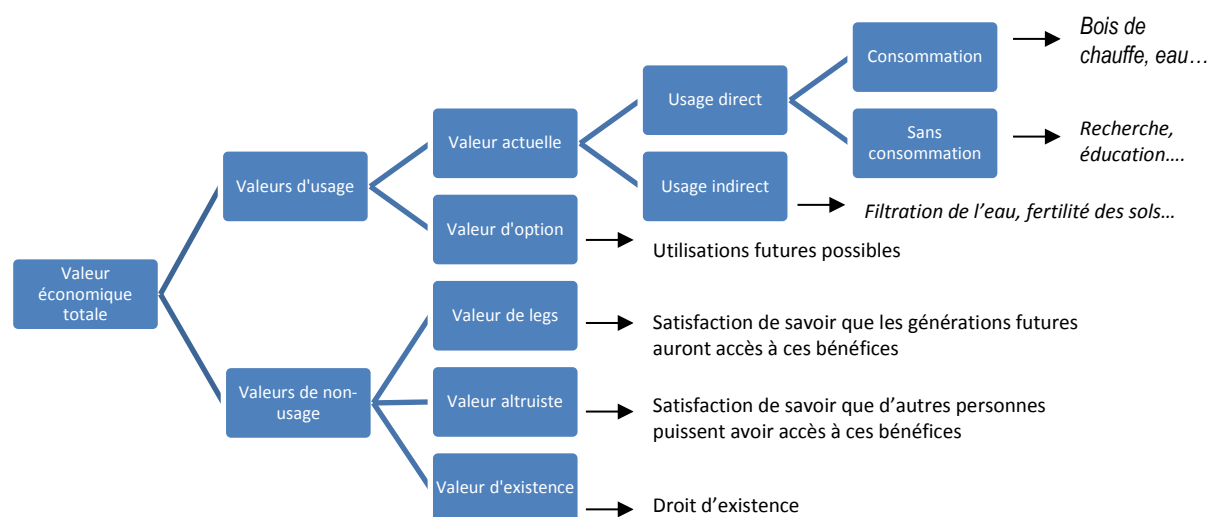 Valeur
économique
totale
Valeurs d'usage
Valeurs de non-
usage
Valeur actuelle
Valeur d'option
Valeur de legs
Valeur altruiste
Valeur d'existence
Usage direct
Usage indirect
Consommation
Sans
consommation
Bois de
chauffe, eau…
Recherche,
éducation….
Filtration de l’eau, fertilité des sols…
Utilisations futures possibles
Satisfaction de savoir que les générations futures
auront accès à ces bénéfices
Satisfaction de savoir que d’autres personnes
puissent avoir accès à ces bénéfices
Droit d’existence